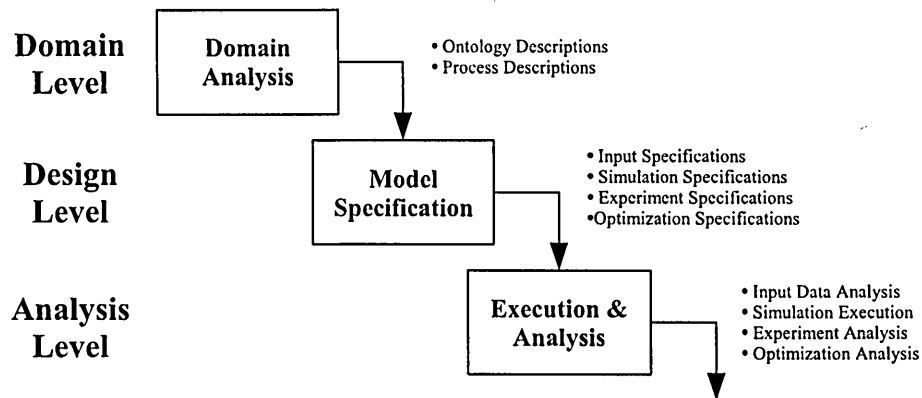 Domain
Level
Domain
Analysis
• Ontology Descriptions
• Process Descriptions
Design
Level
Model
Specification
• Input Specifications
• Simulation Specifications
• Experiment Specifications
•Optimization Specifications
Analysis
Level
Execution &
Analysis
• Input Data Analysis
• Simulation Execution
• Experiment Analysis
• Optimization Analysis